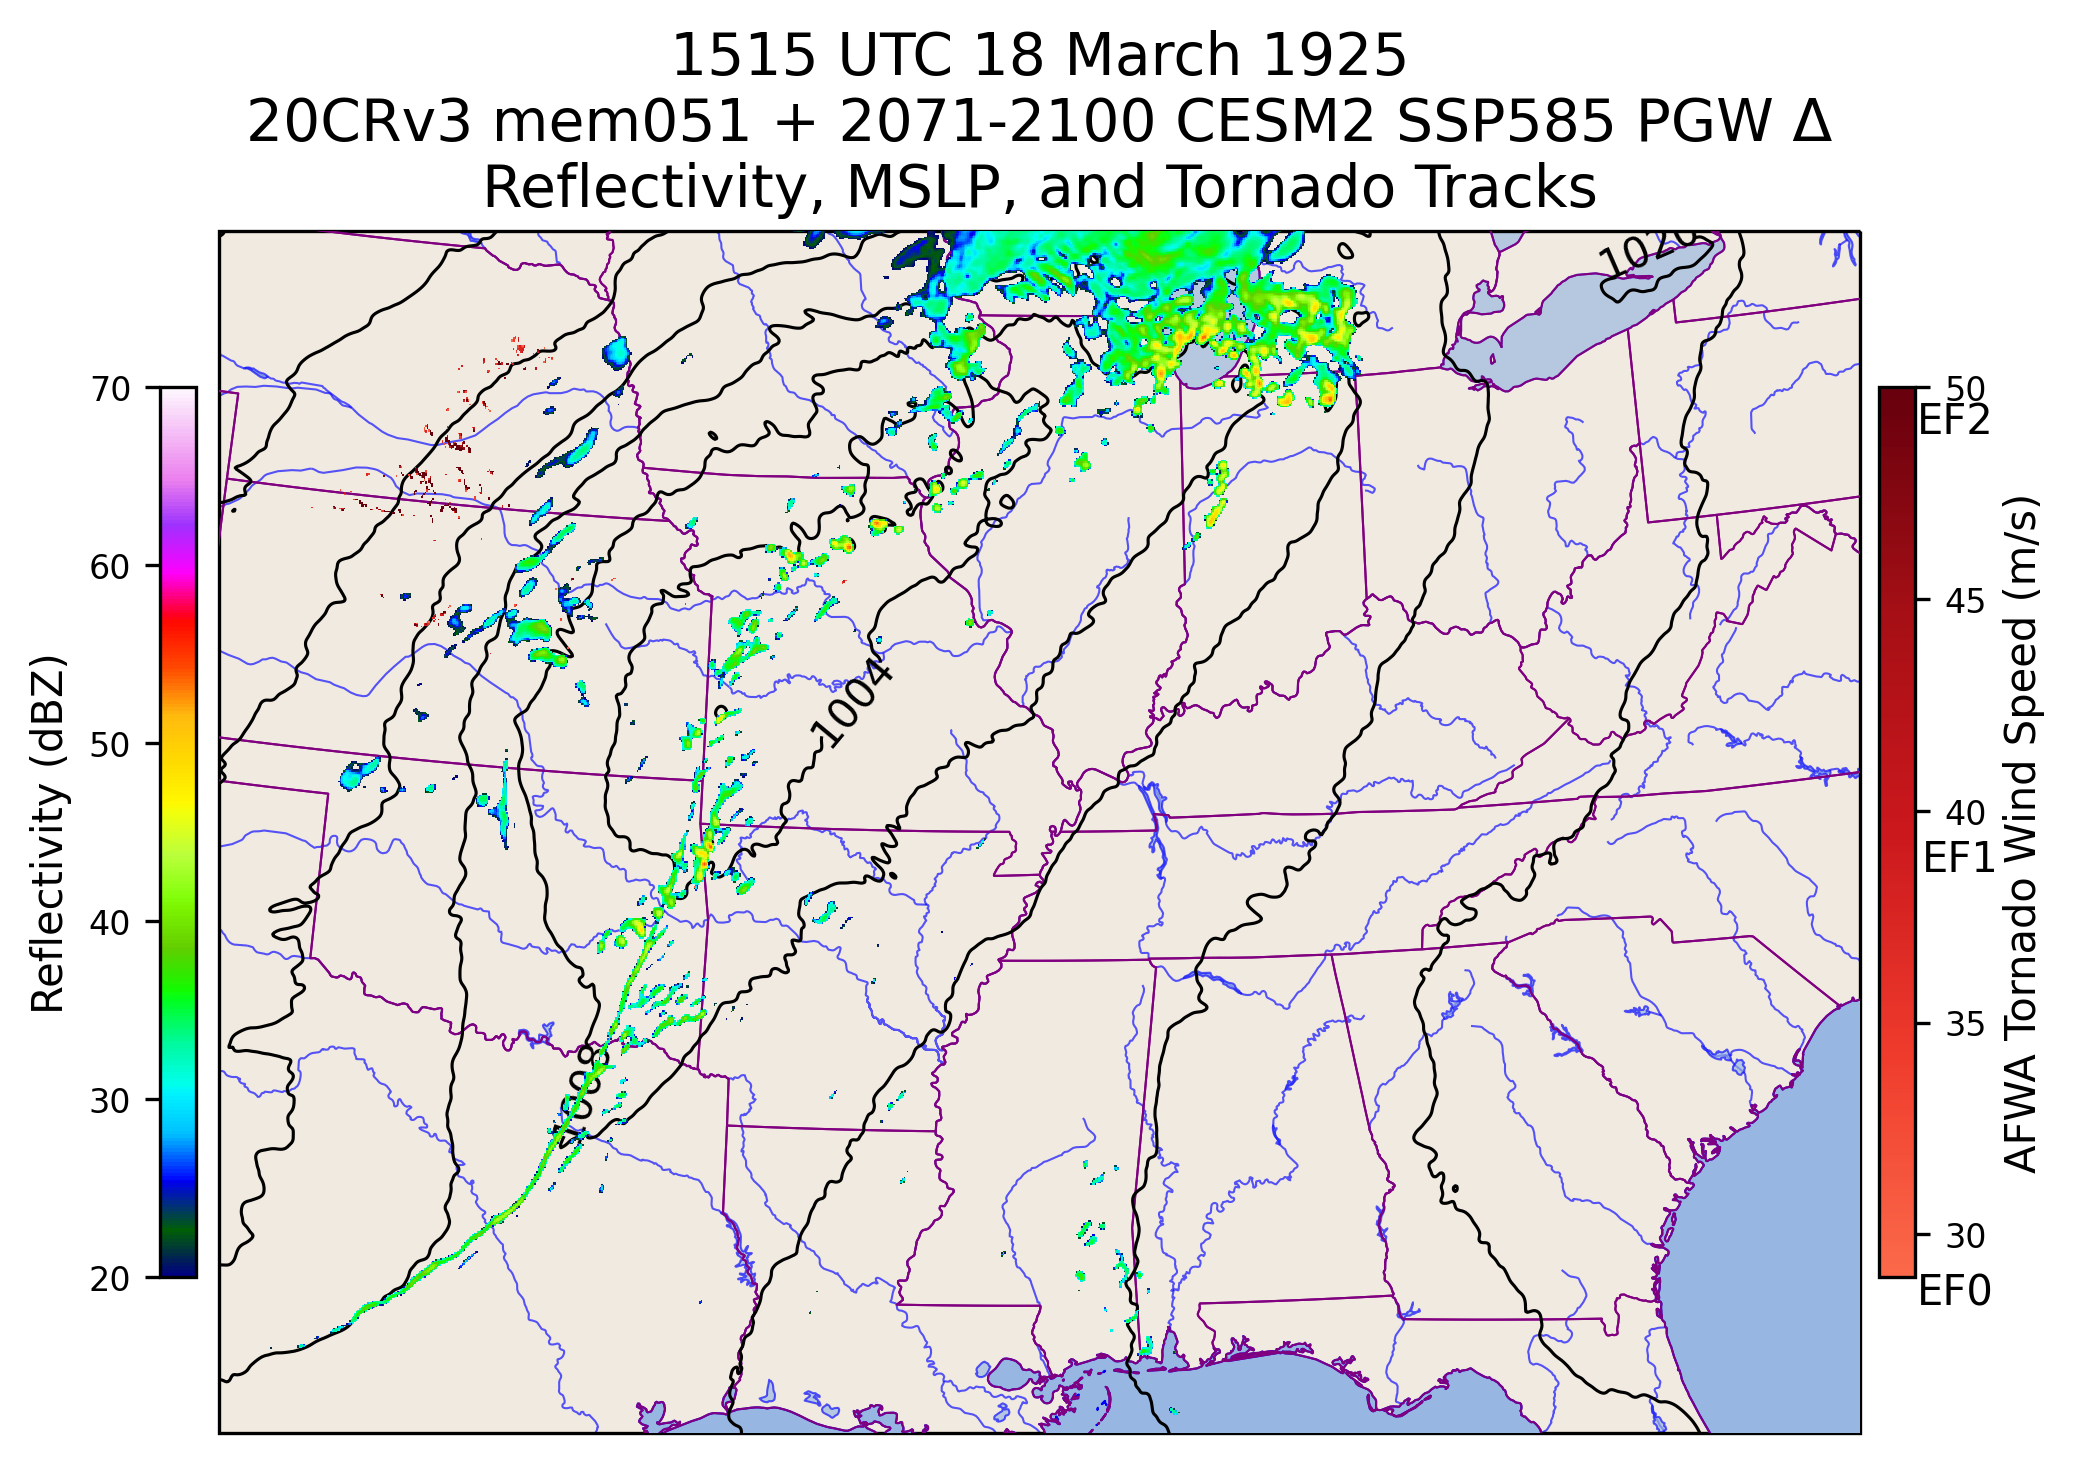 1515 UTC 18 March 1925
20CRv3 mem051 + 2071-2100 CESM2 SSP585 PGW Δ
Reflectivity, MSLP, and Tornado Tracks
Reflectivity (dBZ)
70
60
50
40
30
20
1020
1004
1008
50
EF2
45
40
EF1
35
30
EF0
AFWA Tornado Wind Speed (m/s)